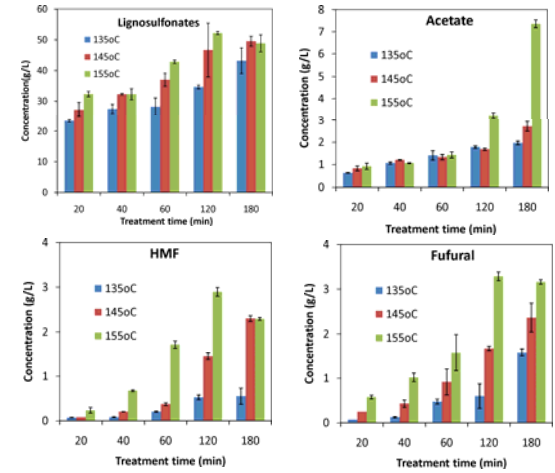 Lignosulfonates
60
50
40
30
20
10
0
Concentration(g/L)
135oC
145oC
155oC
20 40 60 120 180
Treatment time (min)
Acetate
8
7
6
5
4
3
2
1
0
Concentration (g/L)
135oC
145oC
155oC
20 40 60 120 180
Treatment time (min)
HMF
4
3
2
1
0
Concentration (g/L)
135oC
145oC
155oC
20 40 60 120 180
Treatment time (min)
Fufural
4
3
2
1
0
Concentration (g/L)
135oC
145oC
155oC
20 40 60 120 180
Treatment time (min)